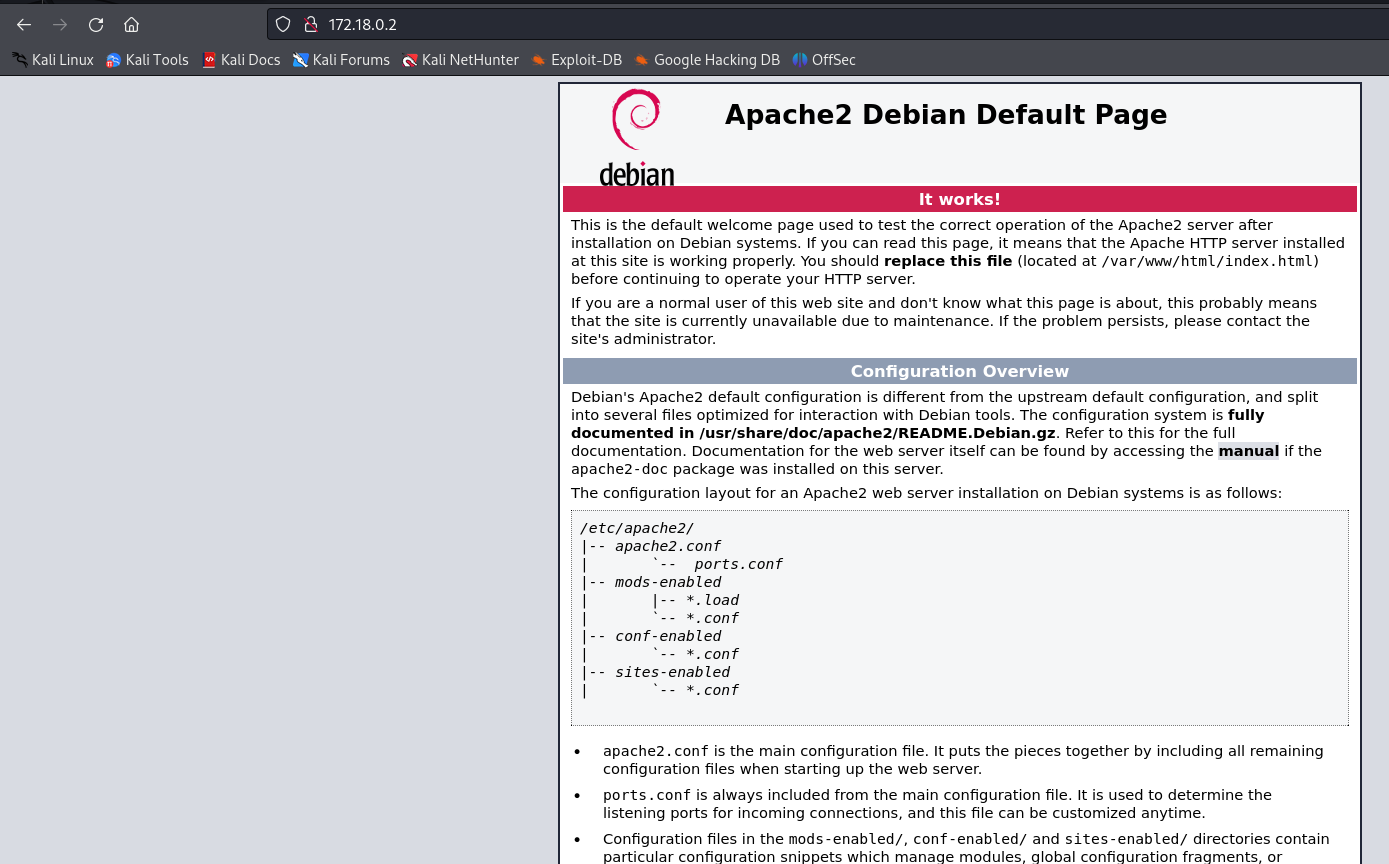 172.18.0.2
Kali Linux Kali Tools Kali Docs Kali Forums Kali NetHunter Exploit-DB Google Hacking DB OffSec
debian
Apache2 Debian Default Page
It works!
This is the default welcome page used to test the correct operation of the Apache2 server after
installation on Debian systems. If you can read this page, it means that the Apache HTTP server installed
at this site is working properly. You should replace this file (located at /var/www/html/index.html)
before continuing to operate your HTTP server.
If you are a normal user of this web site and don't know what this page is about, this probably means
that the site is currently unavailable due to maintenance. If the problem persists, please contact the
site's administrator.
Configuration Overview
Debian's Apache2 default configuration is different from the upstream default configuration, and split
into several files optimized for interaction with Debian tools. The configuration system is fully
documented in /usr/share/doc/apache2/README.Debian.gz. Refer to this for the full
documentation. Documentation for the web server itself can be found by accessing the manual if the
apache2-doc package was installed on this server.
The configuration layout for an Apache2 web server installation on Debian systems is as follows:
/etc/apache2/
|-- apache2.conf
|       `--  ports.conf
|-- mods-enabled
|       |-- *.load
|       `-- *.conf
|-- conf-enabled
|       `-- *.conf
|-- sites-enabled
|       `-- *.conf
• apache2.conf is the main configuration file. It puts the pieces together by including all remaining
configuration files when starting up the web server.
• ports.conf is always included from the main configuration file. It is used to determine the
listening ports for incoming connections, and this file can be customized anytime.
• Configuration files in the mods-enabled/, conf-enabled/ and sites-enabled/ directories contain
particular configuration snippets which manage modules, global configuration fragments, or